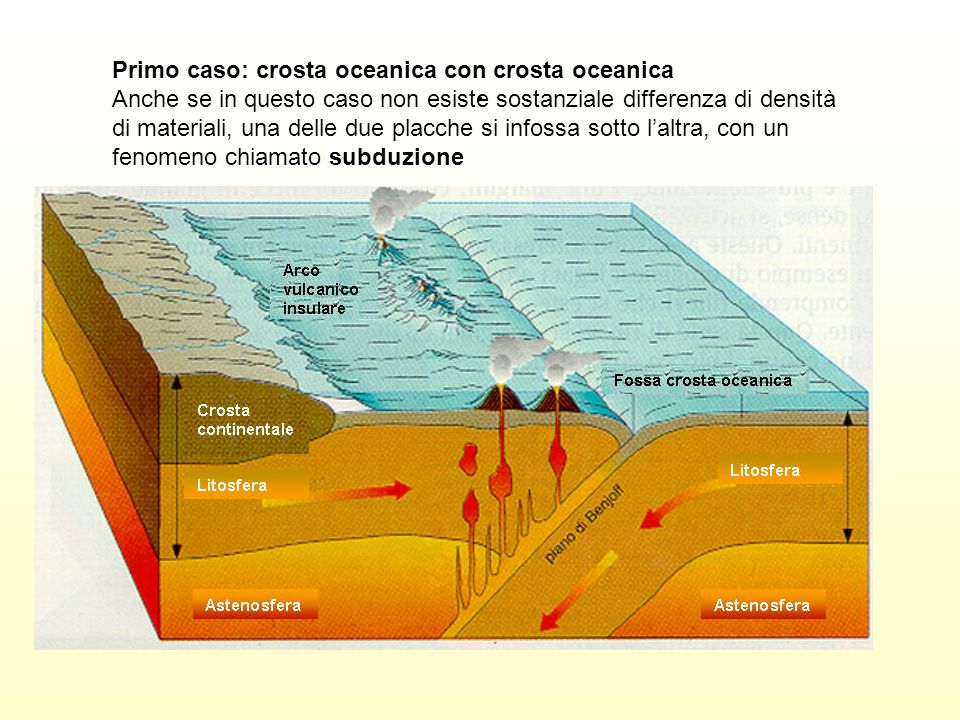 Primo caso: crosta oceanica con crosta oceanica
Anche se in questo caso non esiste sostanziale differenza di densità
di materiali, una delle due placche si infossa sotto l’altra, con un
fenomeno chiamato subduzione
Arco
vulcanico
insulare
Fossa crosta oceanica
Crosta
continentale
Litosfera
Litosfera
piano di Benjoff
Astenosfera
Astenosfera